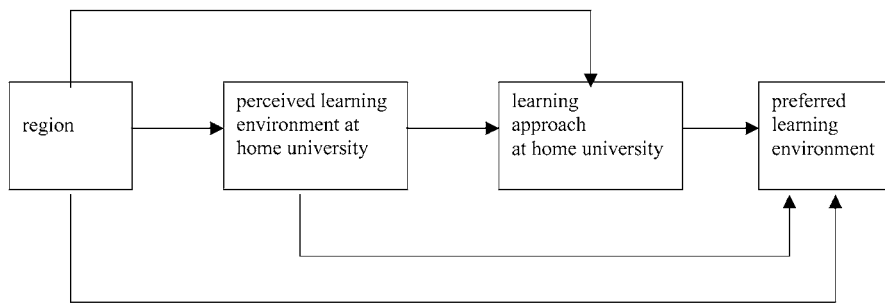 region
perceived learning
environment at
home university
learning
approach
at home university
preferred
learning
environment